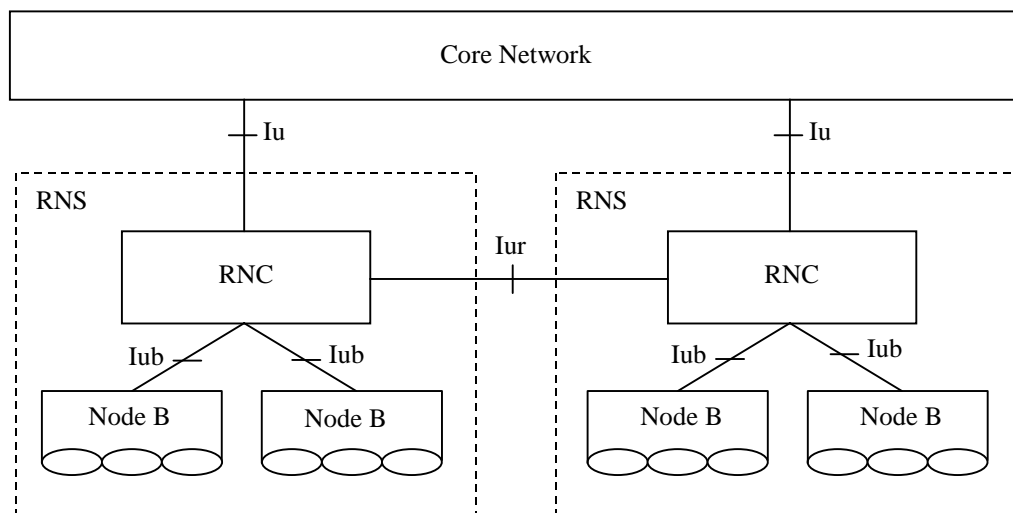 Core Network
Iu
Iu
RNS
RNS
Iur
RNC
RNC
Iub
Iub
Iub
Iub
Node B
Node B
Node B
Node B